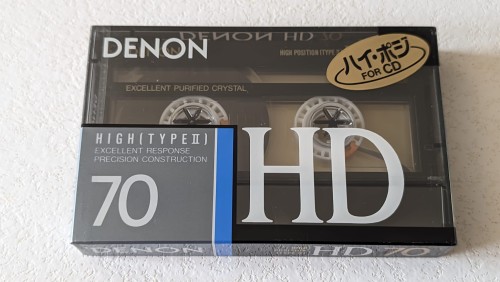 DENON
DENON HD 70
HIGH POSITION (TYPE
ハイ・ポジ
FOR CD
EXCELLENT PURIFIED CRYSTAL
HIGH[TYPE II]
EXCELLENT RESPONSE
PRECISION CONSTRUCTION
70
HD
DENON
HD 70